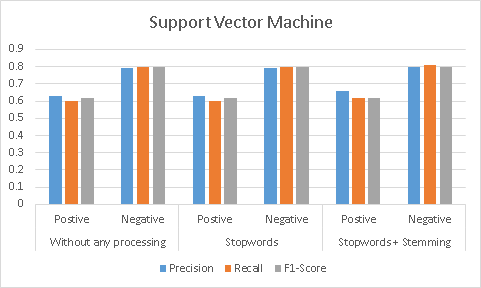 Support Vector Machine
0.9
0.8
0.7
0.6
0.5
0.4
0.3
0.2
0.1
0
Postive Negative Postive Negative Postive Negative
Without any processing Stopwords Stopwords + Stemming
Precision Recall F1-Score